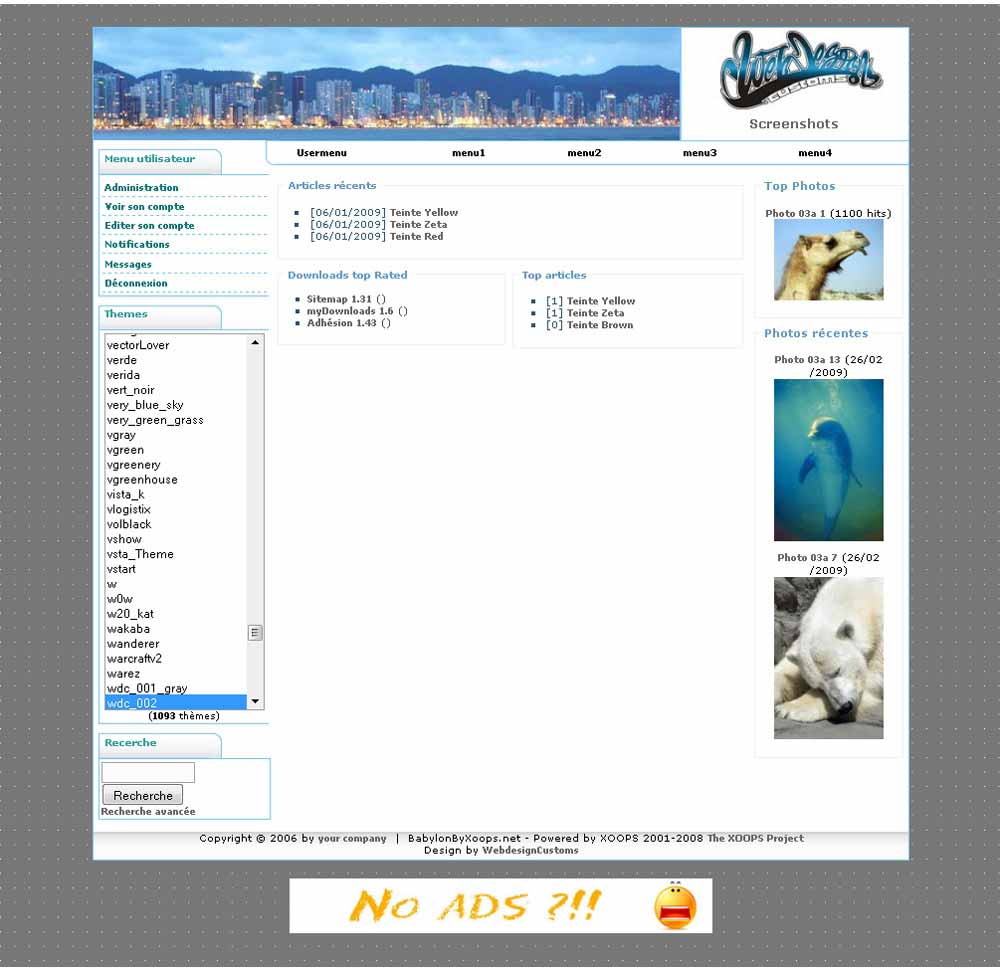 Web Design
customs
Screenshots
Usermenu menu1 menu2 menu3 menu4
Menu utilisateur
Administration
Voir son compte
Editer son compte
Notifications
Messages
Déconnexion
Themes
vectorLover
verde
verida
vert_noir
very_blue_sky
very_green_grass
vgray
vgreen
vgreenery
vgreenhouse
vista_k
vlogistix
volblack
vshow
vsta_Theme
vstart
w
w0w
w20_kat
wakaba
wanderer
warcraftv2
warez
wdc_001_gray
wdc_002
(1093 thèmes)
Recerche
Recherche
Recherche avancée
Articles récents
[06/01/2009] Teinte Yellow
[06/01/2009] Teinte Zeta
[06/01/2009] Teinte Red
Downloads top Rated
Sitemap 1.31 ()
myDownloads 1.6 ()
Adhésion 1.43 ()
Top articles
[1] Teinte Yellow
[1] Teinte Zeta
[0] Teinte Brown
Top Photos
Photo 03a 1 (1100 hits)
Photos récentes
Photo 03a 13 (26/02
/2009)
Photo 03a 7 (26/02
/2009)
Copyright © 2006 by your company | BabylonByXoops.net - Powered by XOOPS 2001-2008 The XOOPS Project
Design by WebdesignCustoms
No ads ?!!